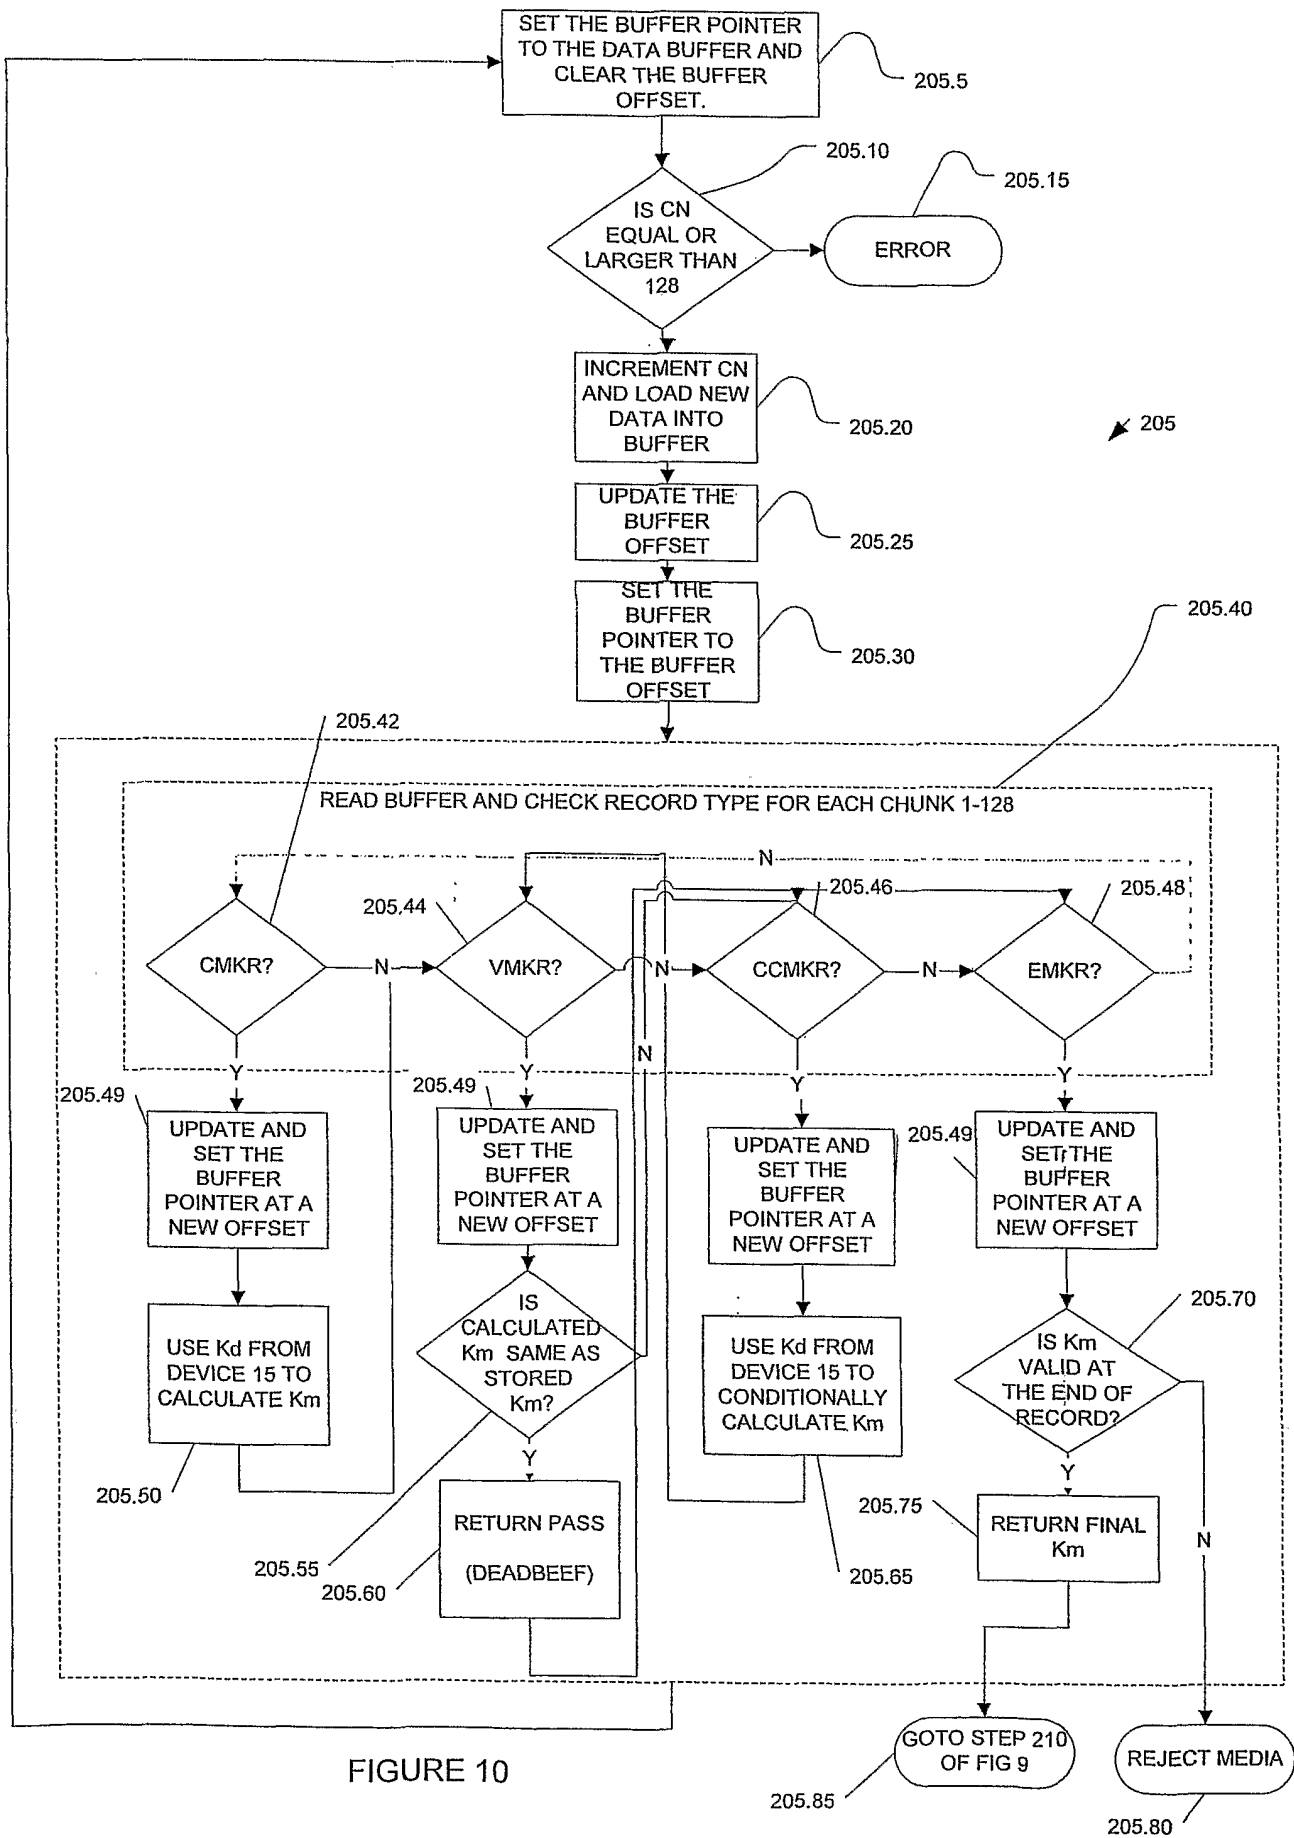 SET THE BUFFER POINTER
TO THE DATA BUFFER AND
CLEAR THE BUFFER
OFFSET.
205.5
205.10
205.15
IS CN
EQUAL OR
LARGER THAN
128
ERROR
INCREMENT CN
AND LOAD NEW
DATA INTO
BUFFER
205.20
205
UPDATE THE
BUFFER
OFFSET
205.25
SET THE
BUFFER
POINTER TO
THE BUFFER
OFFSET
205.30
205.40
205.42
READ BUFFER AND CHECK RECORD TYPE FOR EACH CHUNK 1-128
N
205.44
205.46
205.48
CMKR?
N
VMKR?
N
CCMKR?
N
EMKR?
N
Y
Y
Y
Y
205.49
UPDATE AND
SET THE
BUFFER
POINTER AT A
NEW OFFSET
205.49
UPDATE AND
SET THE
BUFFER
POINTER AT A
NEW OFFSET
UPDATE AND
SET THE
BUFFER
POINTER AT A
NEW OFFSET
205.49
UPDATE AND
SET THE
BUFFER
POINTER AT A
NEW OFFSET
USE Kd FROM
DEVICE 15 TO
CALCULATE Km
205.50
IS
CALCULATED
Km SAME AS
STORED
Km?
205.55
Y
RETURN PASS
(DEADBEEF)
205.60
USE Kd FROM
DEVICE 15 TO
CONDITIONALLY
CALCULATE Km
205.65
205.70
IS Km
VALID AT
THE END OF
RECORD?
Y
N
205.75
RETURN FINAL
Km
GOTO STEP 210
OF FIG 9
205.85
REJECT MEDIA
205.80
FIGURE 10